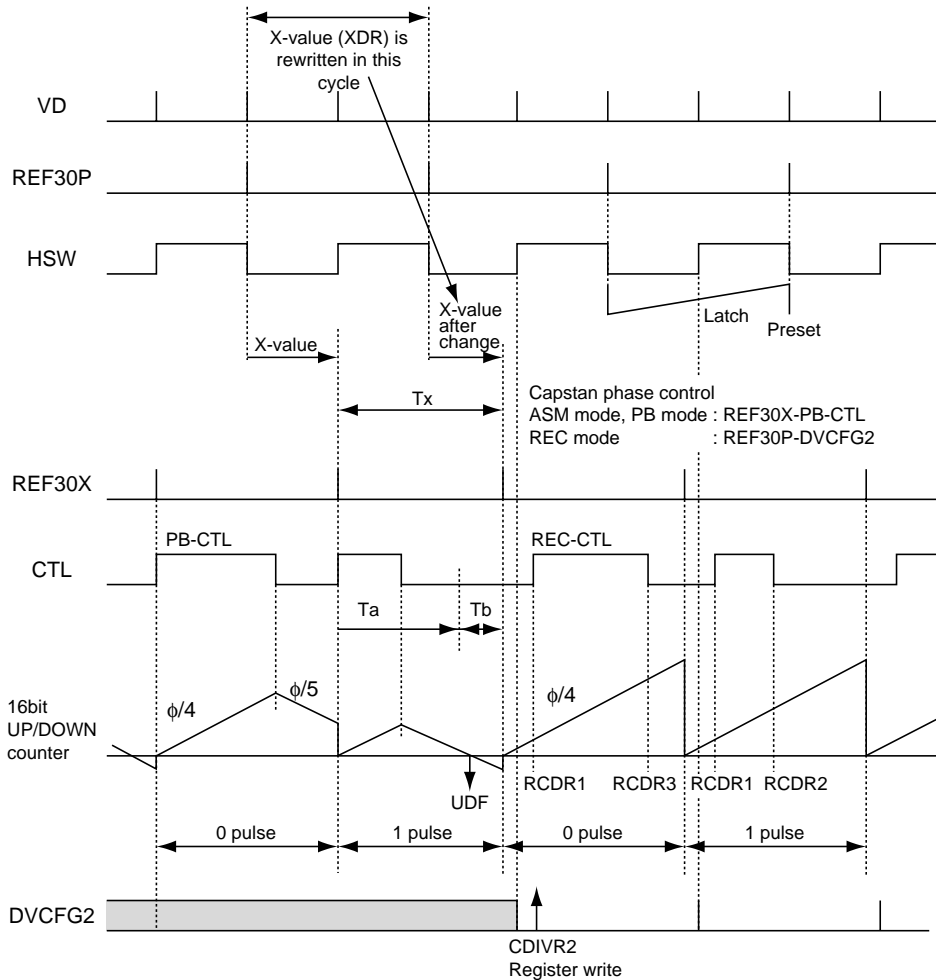 X-value (XDR) is
rewritten in this
cycle
VD
REF30P
HSW
Latch
Preset
X-value
X-value
after
change
Tx
Capstan phase control
ASM mode, PB mode : REF30X-PB-CTL
REC mode : REF30P-DVCFG2
REF30X
PB-CTL
REC-CTL
CTL
Ta
Tb
ϕ/4
ϕ/5
ϕ/4
16bit
UP/DOWN
counter
UDF
RCDR1
RCDR3
RCDR1
RCDR2
0 pulse
1 pulse
0 pulse
1 pulse
DVCFG2
CDIVR2
Register write